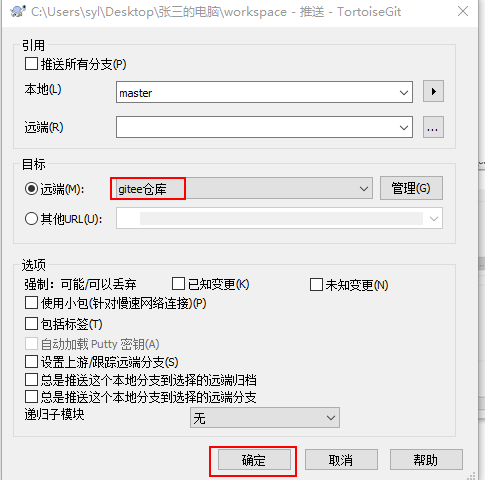 C:\Users\syl\Desktop\张三的电脑\workspace - 推送 - TortoiseGit
引用
推送所有分支(P)
本地(L) master
远端(R) ...
目标
远端(M): gitee仓库 管理(G)
其他URL(U):
选项
强制：可能/可以丢弃 已知变更(K) 未知变更(N)
使用小包(针对慢速网络连接)(P)
包括标签(T)
自动加载 Putty 密钥(A)
设置上游/跟踪远端分支(S)
总是推送这个本地分支到选择的远端归档
总是推送这个本地分支到选择的远端分支
递归子模块 无
确定 取消 帮助